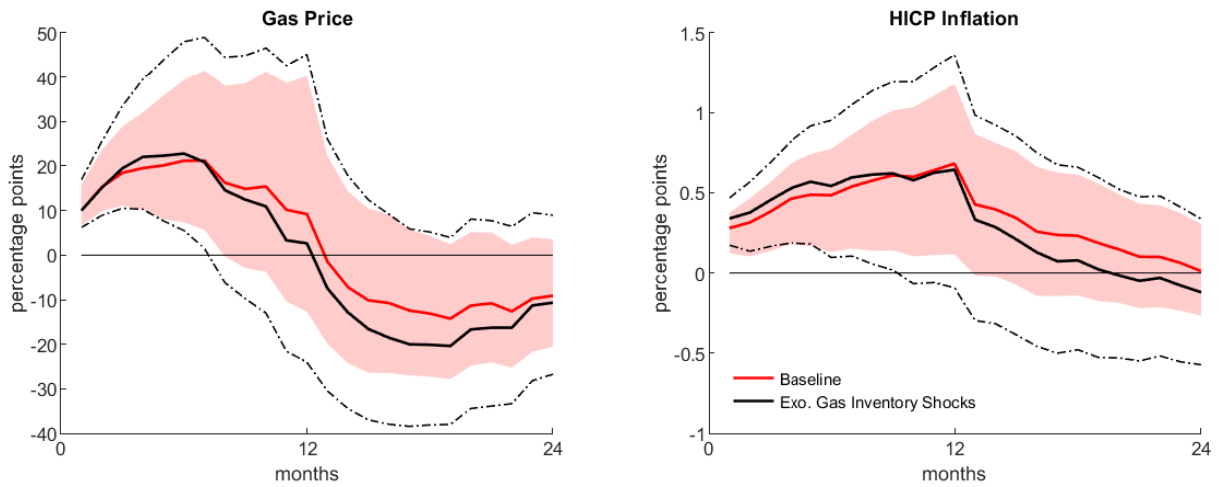 Gas Price
50
40
30
20
10
0
-10
-20
-30
-40
percentage points
0
12
24
months
HICP Inflation
1.5
1
0.5
0
-0.5
-1
percentage points
Baseline
Exo. Gas Inventory Shocks
0
12
24
months